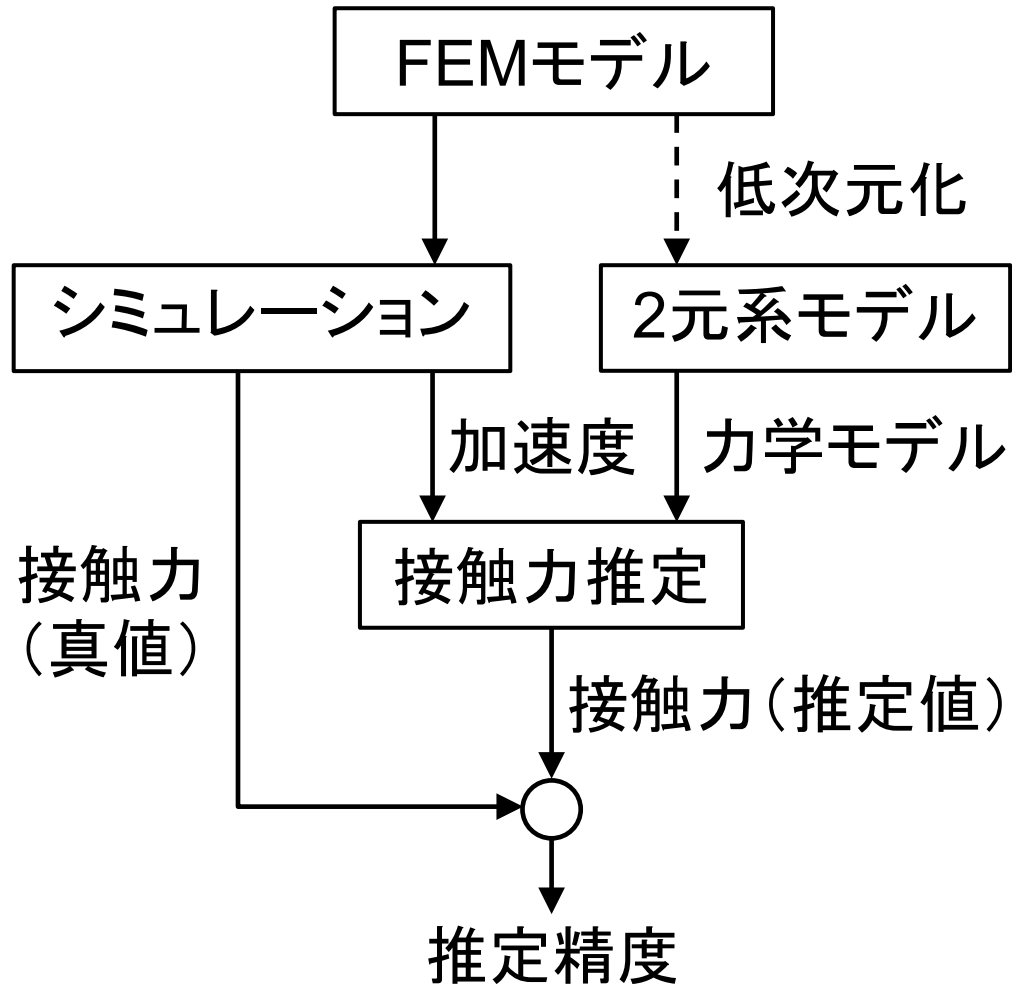 FEMモデル
低次元化
シミュレーション
2元系モデル
加速度
力学モデル
接触力推定
接触力
（真値）
接触力（推定値）
推定精度